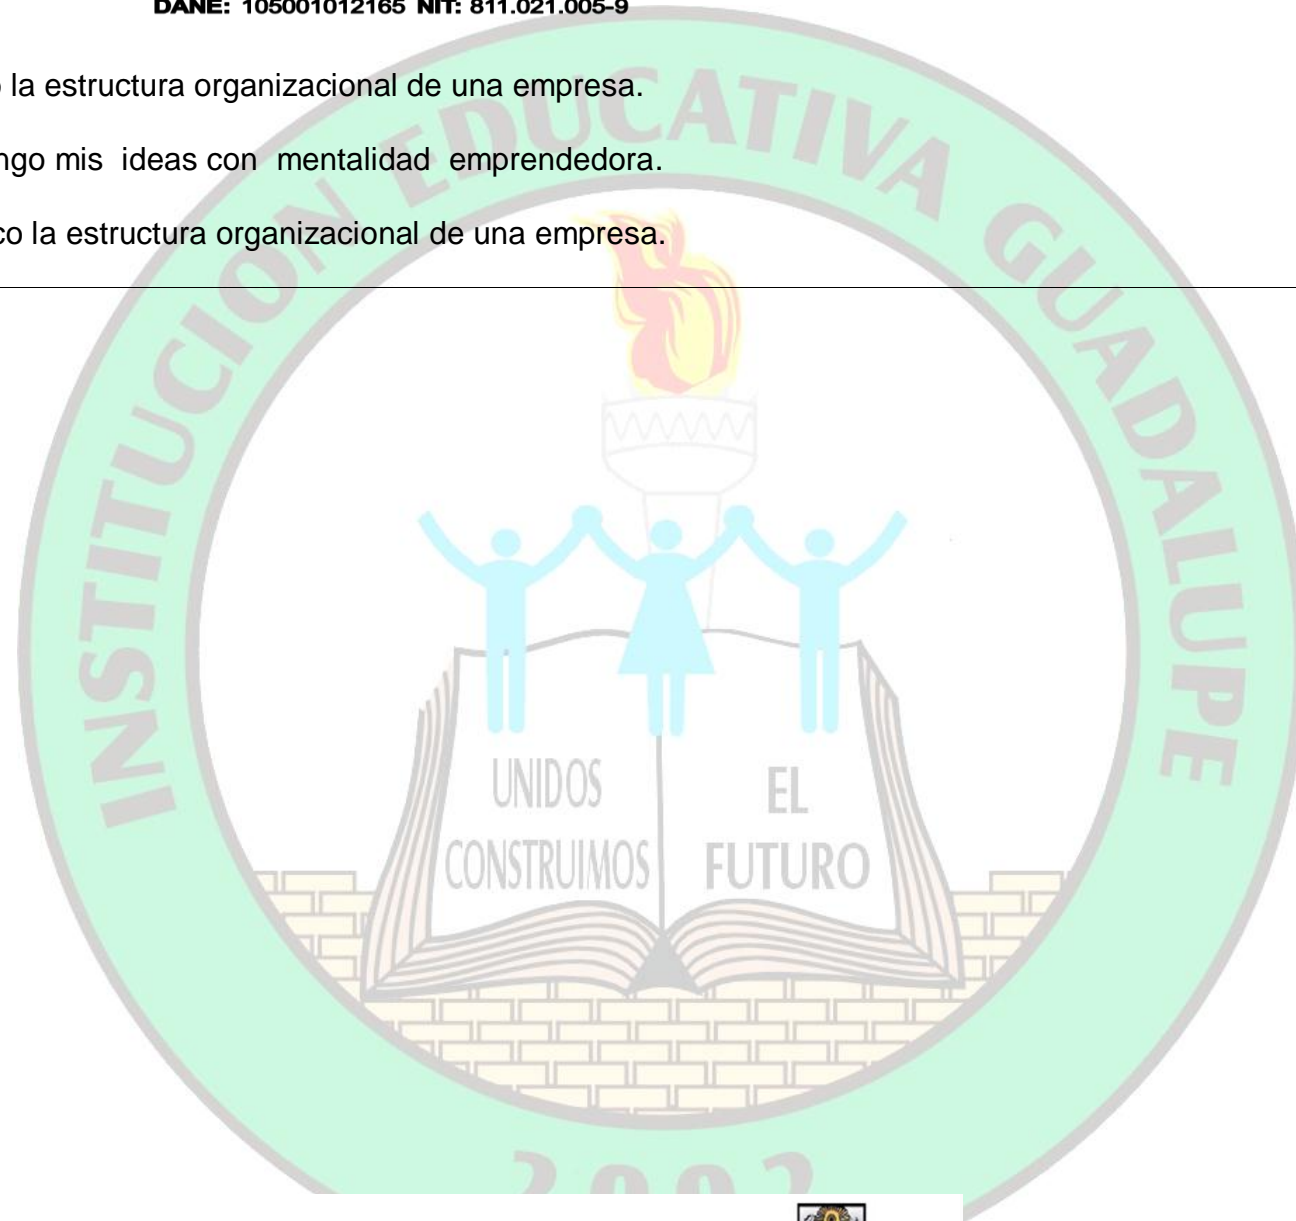 DANE: 105001012165 NIT: 811.021.005-9
o la estructura organizacional de una empresa.
ngo mis ideas con mentalidad emprendedora.
co la estructura organizacional de una empresa.
INSTITUCION EDUCATIVA GUADALUPE
UNIDOS
CONSTRUIMOS
EL
FUTURO
2002